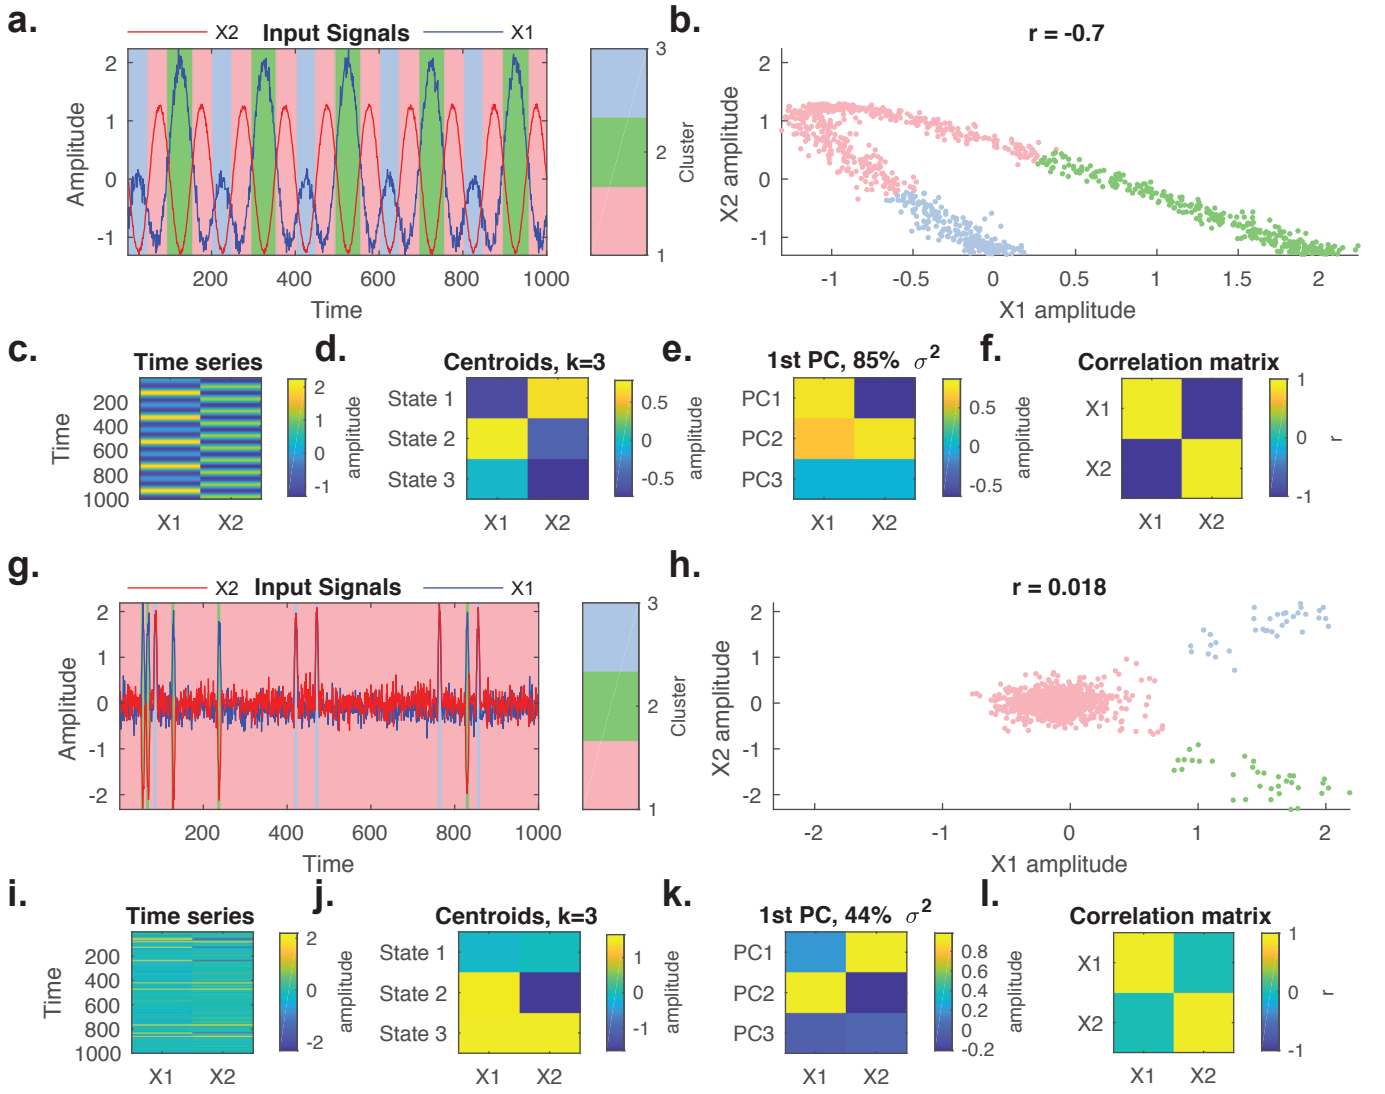 a.
X2 Input Signals X1
Amplitude
2
1
0
-1
200 400 600 800 1000
Time
3
2
1
Cluster
b.
r = -0.7
X2 amplitude
2
1
0
-1
-1 -0.5 0 0.5 1 1.5 2
X1 amplitude
c.
Time series
Time
200
400
600
800
1000
X1 X2
2
1
0
-1
amplitude
d.
Centroids, k=3
State 1
State 2
State 3
X1 X2
0.5
0
-0.5
amplitude
e.
1st PC, 85% σ²
PC1
PC2
PC3
X1 X2
0.5
0
-0.5
amplitude
f.
Correlation matrix
X1
X2
X1 X2
1
0
-1
r
g.
X2 Input Signals X1
Amplitude
2
1
0
-1
-2
200 400 600 800 1000
Time
3
2
1
Cluster
h.
r = 0.018
X2 amplitude
2
1
0
-1
-2
-2 -1 0 1 2
X1 amplitude
i.
Time series
Time
200
400
600
800
1000
X1 X2
2
0
-2
amplitude
j.
Centroids, k=3
State 1
State 2
State 3
X1 X2
1
0
-1
amplitude
k.
1st PC, 44% σ²
PC1
PC2
PC3
X1 X2
0.8
0.6
0.4
0.2
0
-0.2
amplitude
l.
Correlation matrix
X1
X2
X1 X2
1
0
-1
r